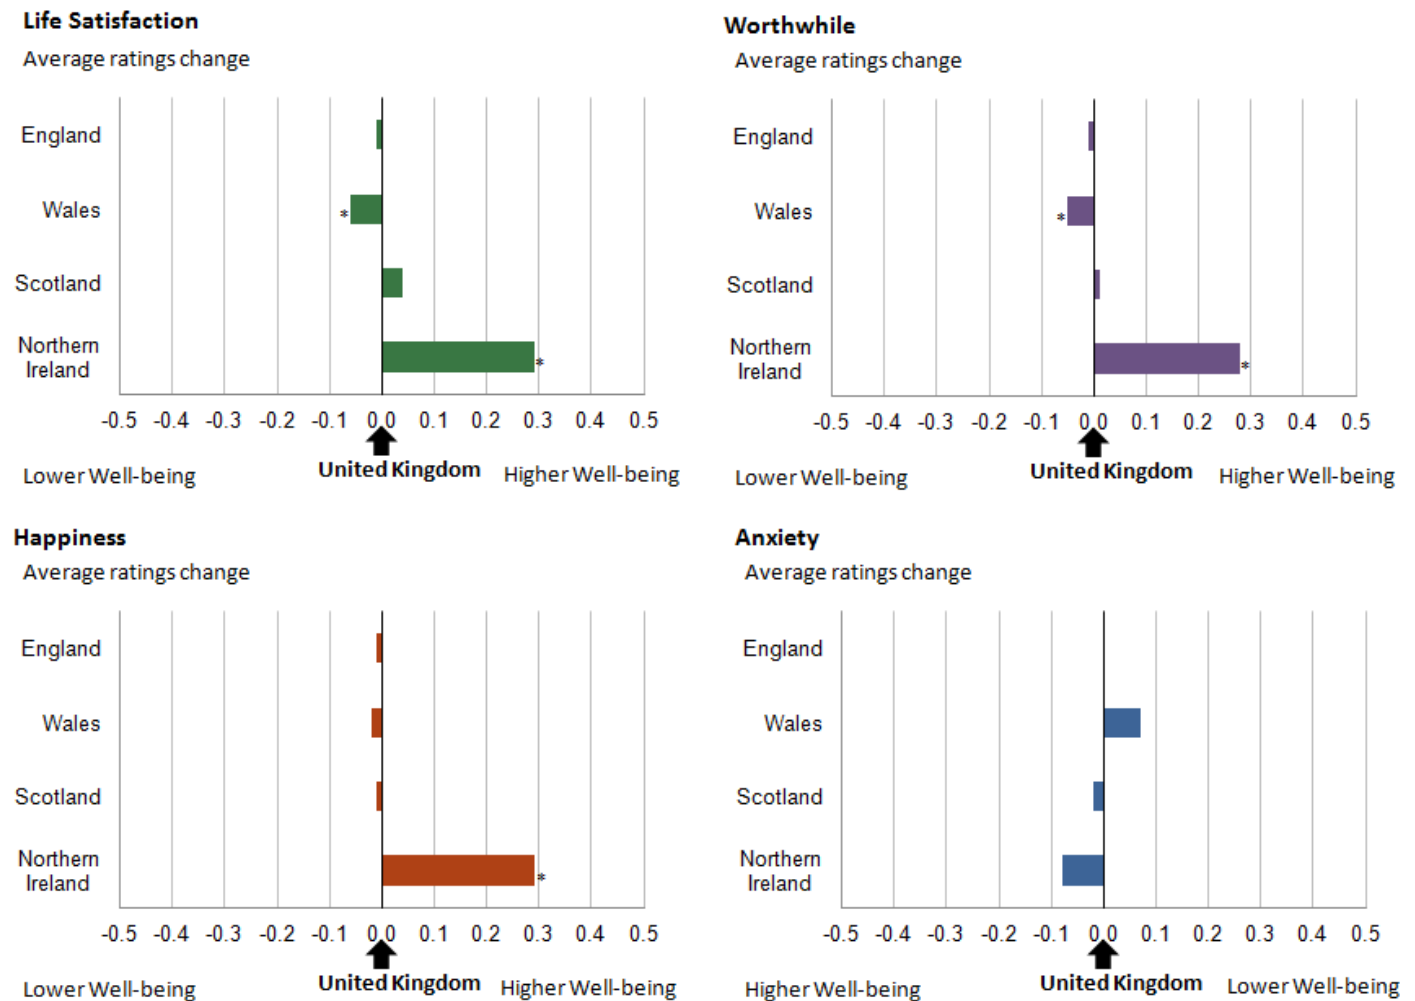 Life Satisfaction
Average ratings change
England
Wales
*
Scotland
Northern
Ireland
*
-0.5 -0.4 -0.3 -0.2 -0.1 0.0 0.1 0.2 0.3 0.4 0.5
Lower Well-being United Kingdom Higher Well-being
Worthwhile
Average ratings change
England
Wales
*
Scotland
Northern
Ireland
*
-0.5 -0.4 -0.3 -0.2 -0.1 0.0 0.1 0.2 0.3 0.4 0.5
Lower Well-being United Kingdom Higher Well-being
Happiness
Average ratings change
England
Wales
Scotland
Northern
Ireland
*
-0.5 -0.4 -0.3 -0.2 -0.1 0.0 0.1 0.2 0.3 0.4 0.5
Lower Well-being United Kingdom Higher Well-being
Anxiety
Average ratings change
England
Wales
Scotland
Northern
Ireland
-0.5 -0.4 -0.3 -0.2 -0.1 0.0 0.1 0.2 0.3 0.4 0.5
Higher Well-being United Kingdom Lower Well-being